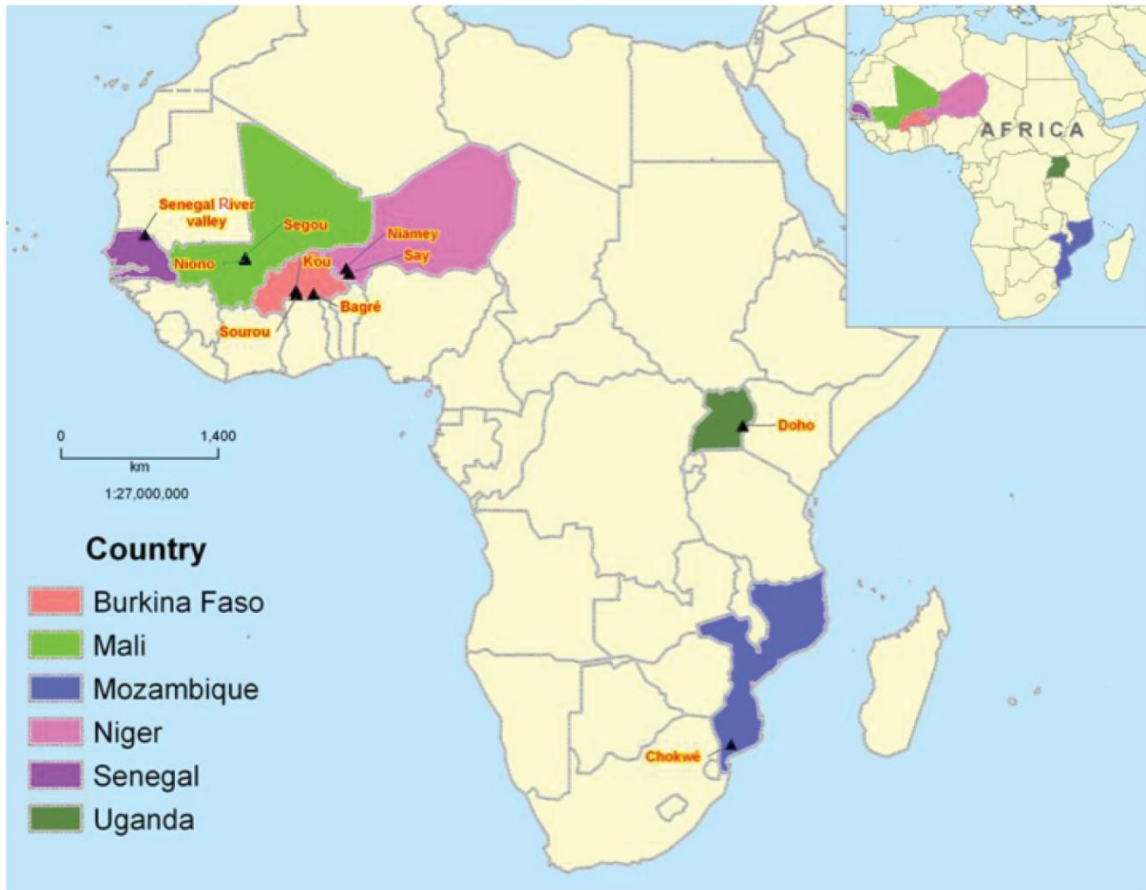 AFRICA
Senegal River
valley
Segou
Niamey
Niono
Kou
Say
Bagré
Sourou
Doho
0 1,400
km
1:27,000,000
Country
Burkina Faso
Mali
Mozambique
Niger
Senegal
Uganda
Chokwé